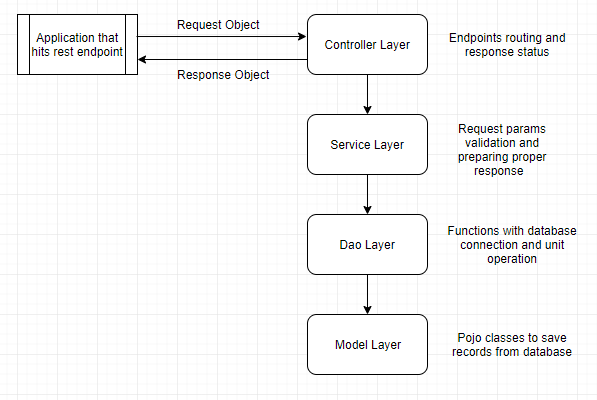 Application that
hits rest endpoint
Request Object
Response Object
Controller Layer
Endpoints routing and
response status
Service Layer
Request params
validation and
preparing proper
response
Dao Layer
Functions with database
connection and unit
operation
Model Layer
Pojo classes to save
records from database